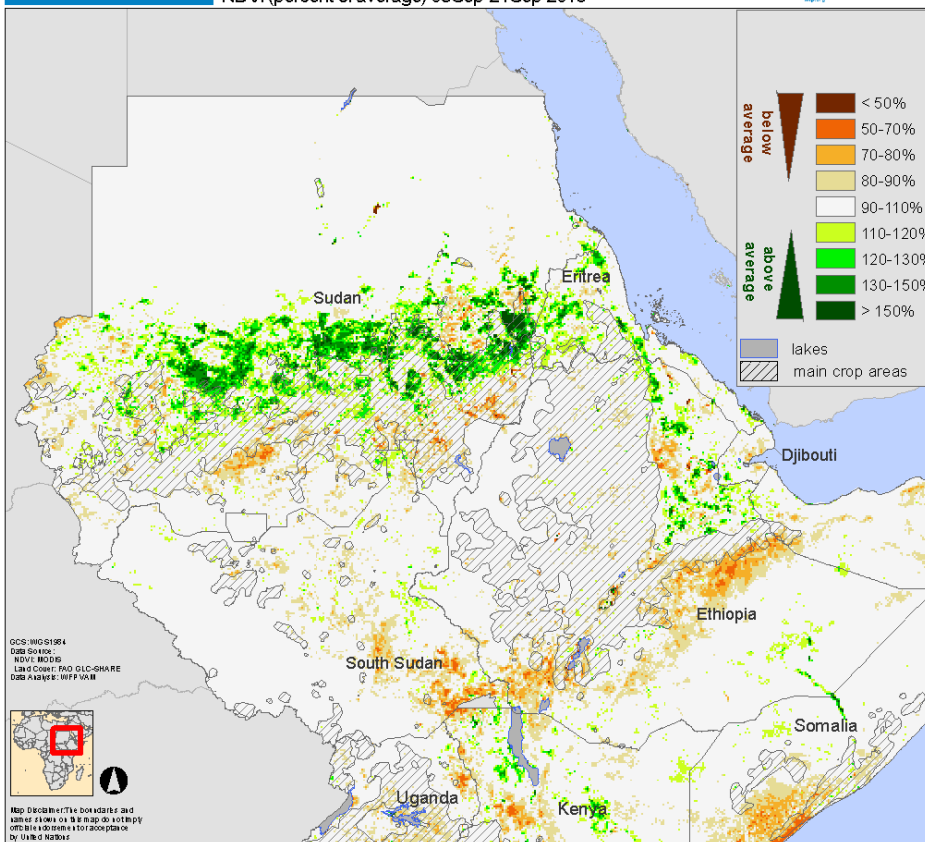 < 50%
50-70%
70-80%
80-90%
90-110%
110-120%
120-130%
130-150%
> 150%
below
average
above
average
lakes
main crop areas
Sudan
Eritrea
Djibouti
Ethiopia
South Sudan
Somalia
Uganda
Kenya
GCS:WGS1984
Data Source:
NDVI: MODIS
Land Cover: FAO GLC-SHARE
Data Analysis: WFP/VAM
Map Disclaimer:The boundaries and
names shown on this map do not imply
official endorsement or acceptance
by United Nations